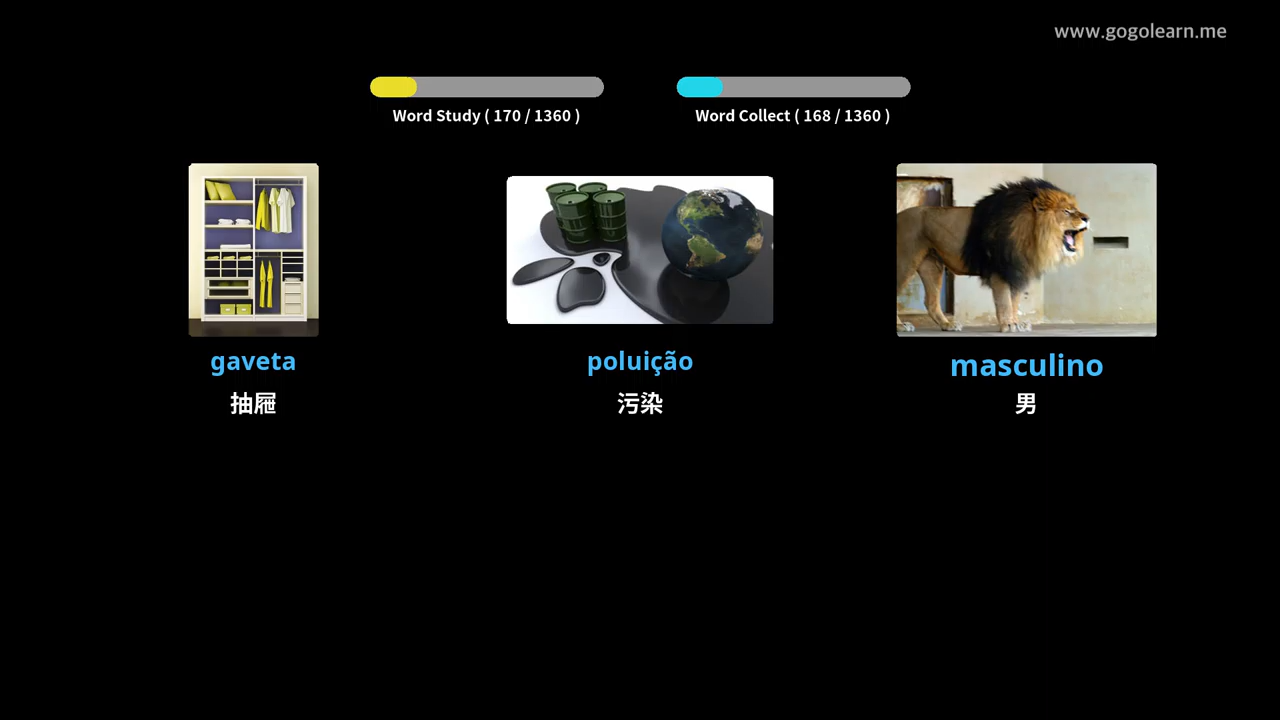 www.gogolearn.me
Word Study ( 170 / 1360 )
Word Collect ( 168 / 1360 )
gaveta
poluição
masculino
抽屜
污染
男